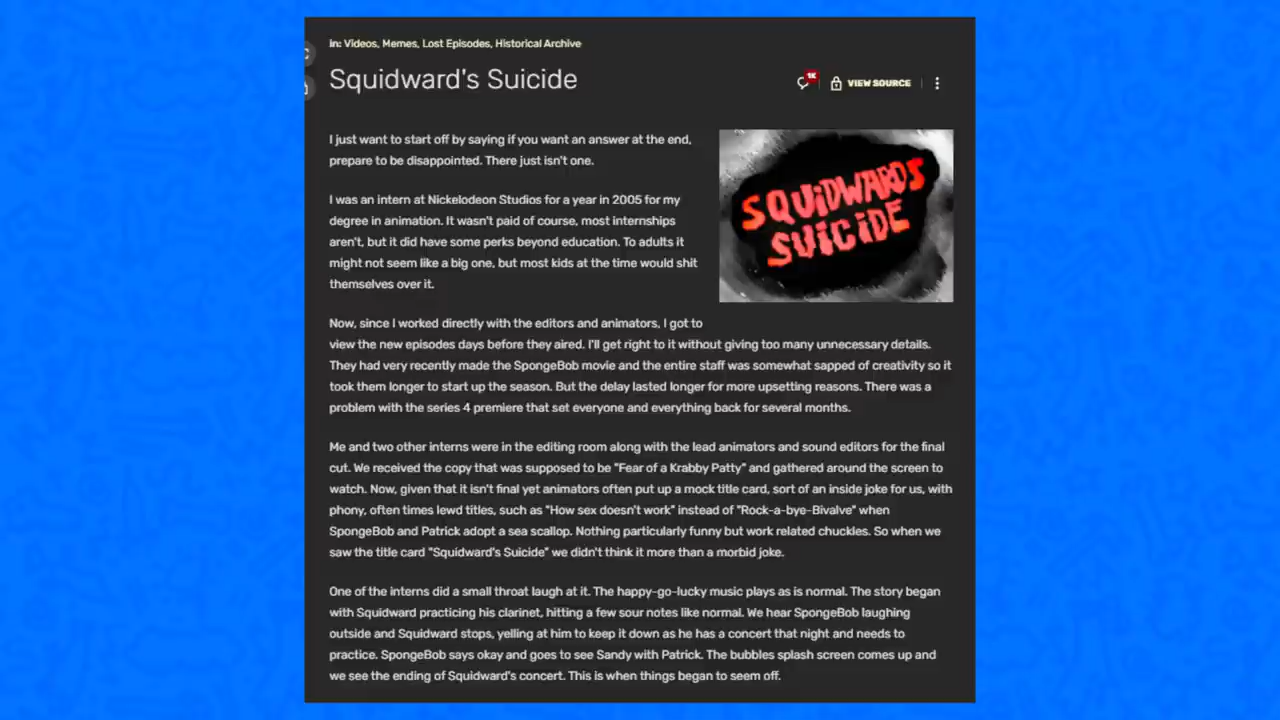 in: Videos, Memes, Lost Episodes, Historical Archive
Squidward's Suicide
1K
VIEW SOURCE
I just want to start off by saying if you want an answer at the end,
prepare to be disappointed. There just isn't one.
SQUIDWARDS
SUICIDE
I was an intern at Nickelodeon Studios for a year in 2005 for my
degree in animation. It wasn't paid of course, most internships
aren't, but it did have some perks beyond education. To adults it
might not seem like a big one, but most kids at the time would shit
themselves over it.
Now, since I worked directly with the editors and animators, I got to
view the new episodes days before they aired. I'll get right to it without giving too many unnecessary details.
They had very recently made the SpongeBob movie and the entire staff was somewhat sapped of creativity so it
took them longer to start up the season. But the delay lasted longer for more upsetting reasons. There was a
problem with the series 4 premiere that set everyone and everything back for several months.
Me and two other interns were in the editing room along with the lead animators and sound editors for the final
cut. We received the copy that was supposed to be "Fear of a Krabby Patty" and gathered around the screen to
watch. Now, given that it isn't final yet animators often put up a mock title card, sort of an inside joke for us, with
phony, often times lewd titles, such as "How sex doesn't work" instead of "Rock-a-bye-Bivalve" when
SpongeBob and Patrick adopt a sea scallop. Nothing particularly funny but work related chuckles. So when we
saw the title card "Squidward's Suicide" we didn't think it more than a morbid joke.
One of the interns did a small throat laugh at it. The happy-go-lucky music plays as is normal. The story began
with Squidward practicing his clarinet, hitting a few sour notes like normal. We hear SpongeBob laughing
outside and Squidward stops, yelling at him to keep it down as he has a concert that night and needs to
practice. SpongeBob says okay and goes to see Sandy with Patrick. The bubbles splash screen comes up and
we see the ending of Squidward's concert. This is when things began to seem off.